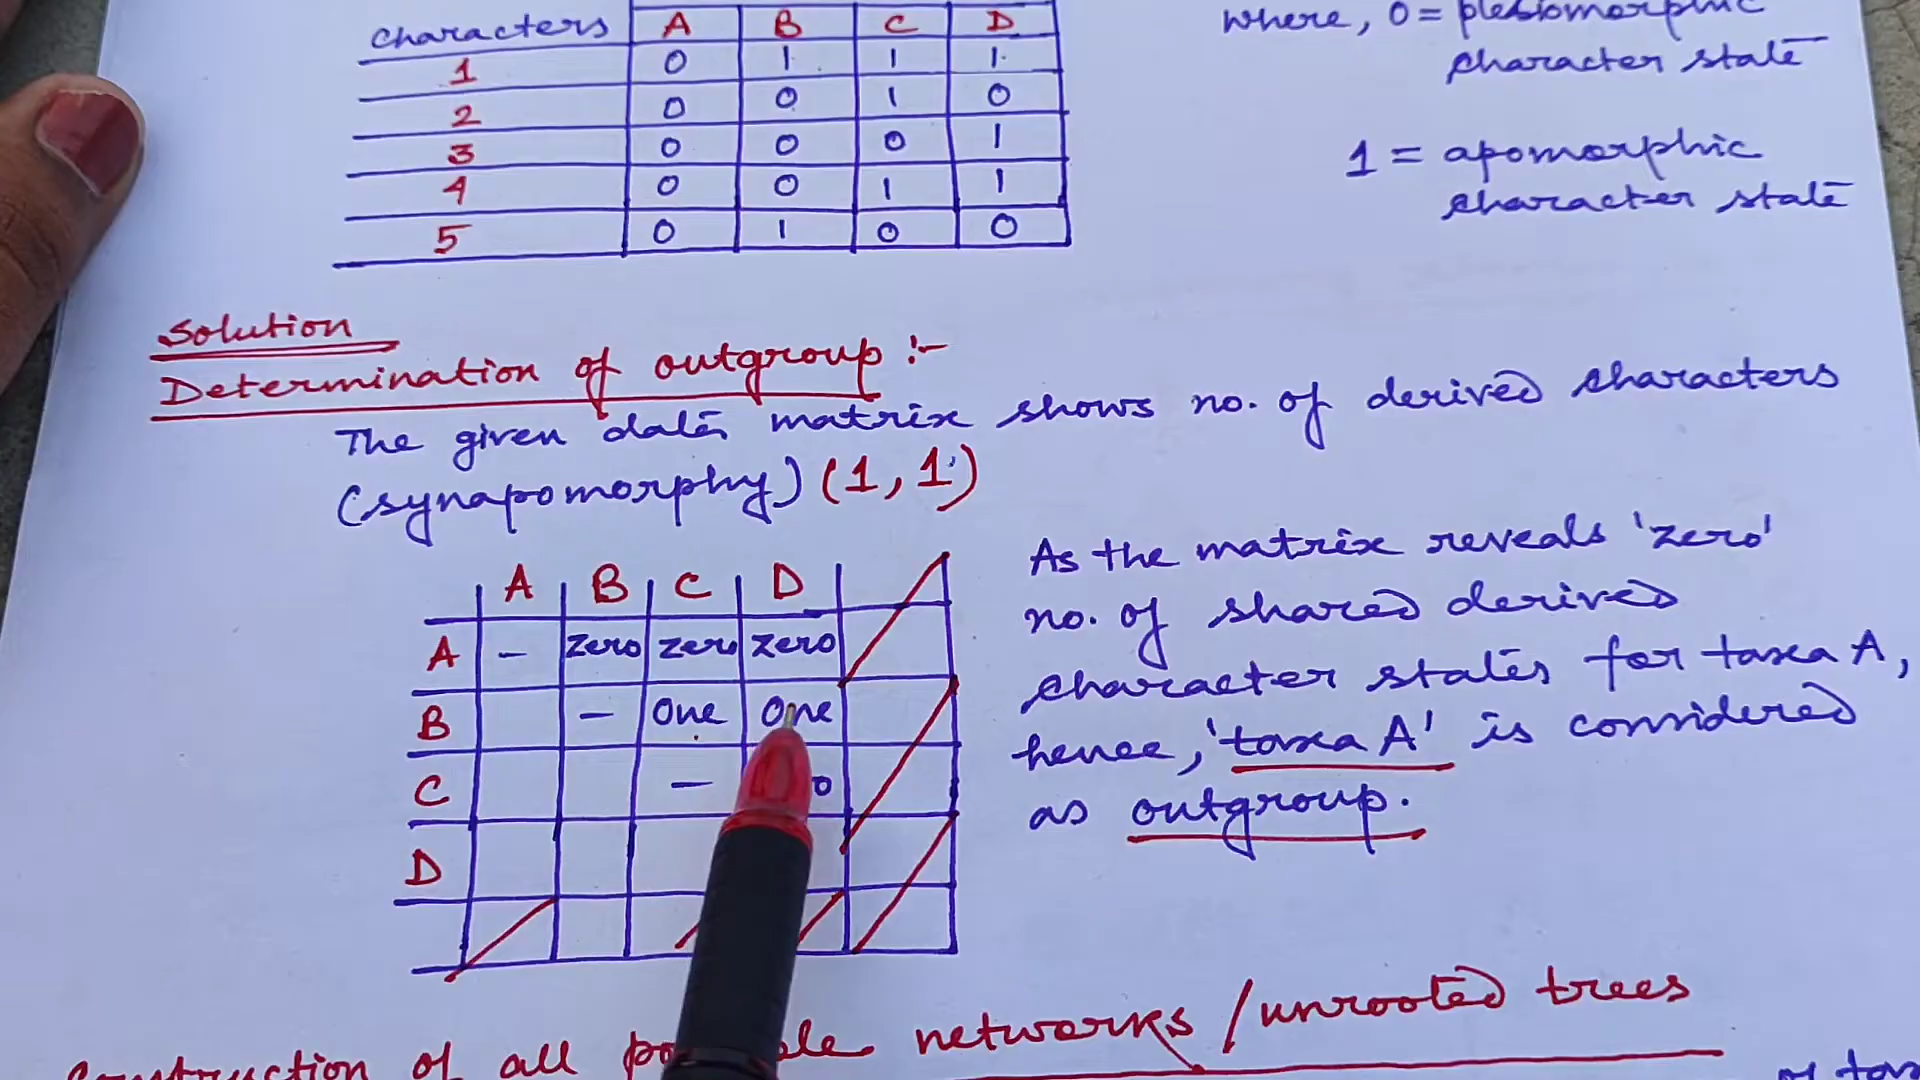 characters A B C D
where, 0 = plesiomorphic
character state
1 0 1 1 1
2 0 0 1 0
3 0 0 0 1
1 = apomorphic
character state
4 0 0 1 1
5 0 1 0 0
Solution
Determination of outgroup :-
The given data matrix shows no. of derived characters
(synapomorphy) (1, 1)
A B C D
A - zero zero zero
B - One One
C - o
D
As the matrix reveals 'zero'
no. of shared derived
character states for taxa A,
hence, 'taxa A' is considered
as outgroup.
Construction of all networks / unrooted trees
of